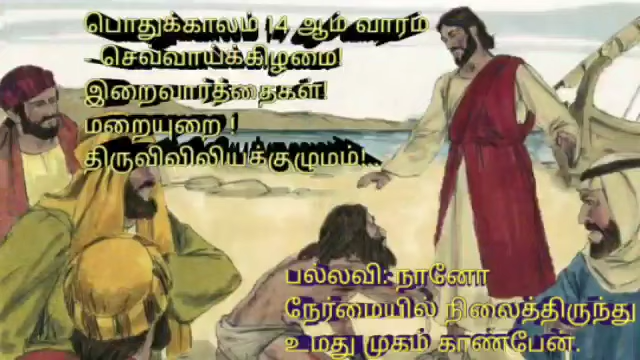 பொதுக்காலம் 14 ஆம் வாரம்
செவ்வாய்க்கிழமை!
இறைவார்த்தைகள்!
மறையுறை !
திருவிவிலியக்குழுமம்!..
பல்லவி: நானோ
நேர்மையில் நிலைத்திருந்து
உமது முகம் காண்பேன்.